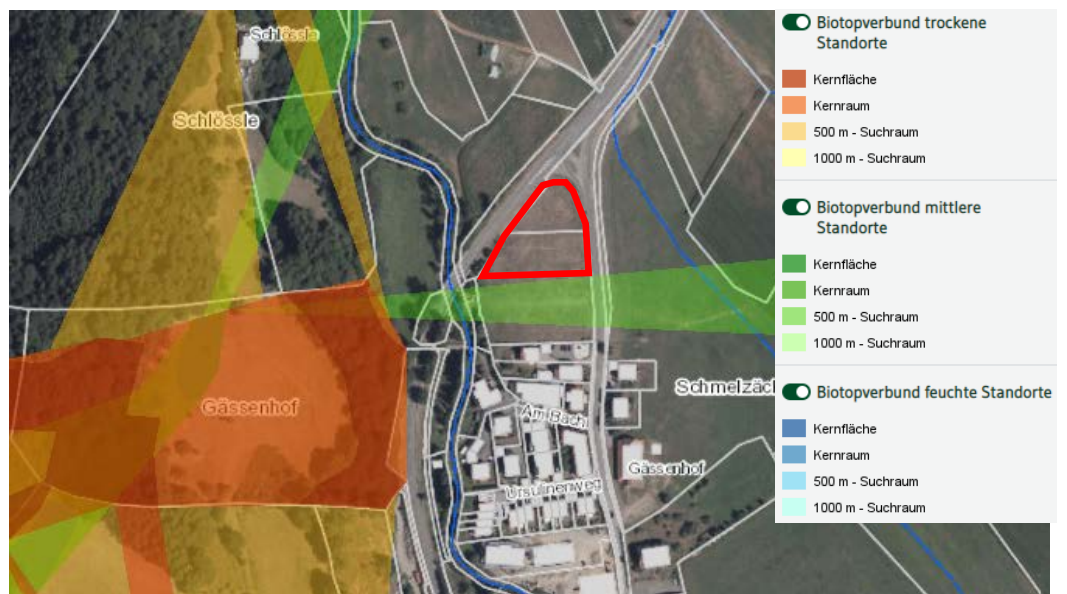 Schlössle
Schlössle
Gässenhof
Am Bach
Ursulinenweg
Gässenhof
Biotopverbund trockene
Standorte
Kernfläche
Kernraum
500 m - Suchraum
1000 m - Suchraum
Biotopverbund mittlere
Standorte
Kernfläche
Kernraum
500 m - Suchraum
1000 m - Suchraum
Biotopverbund feuchte Standorte
Kernfläche
Kernraum
500 m - Suchraum
1000 m - Suchraum